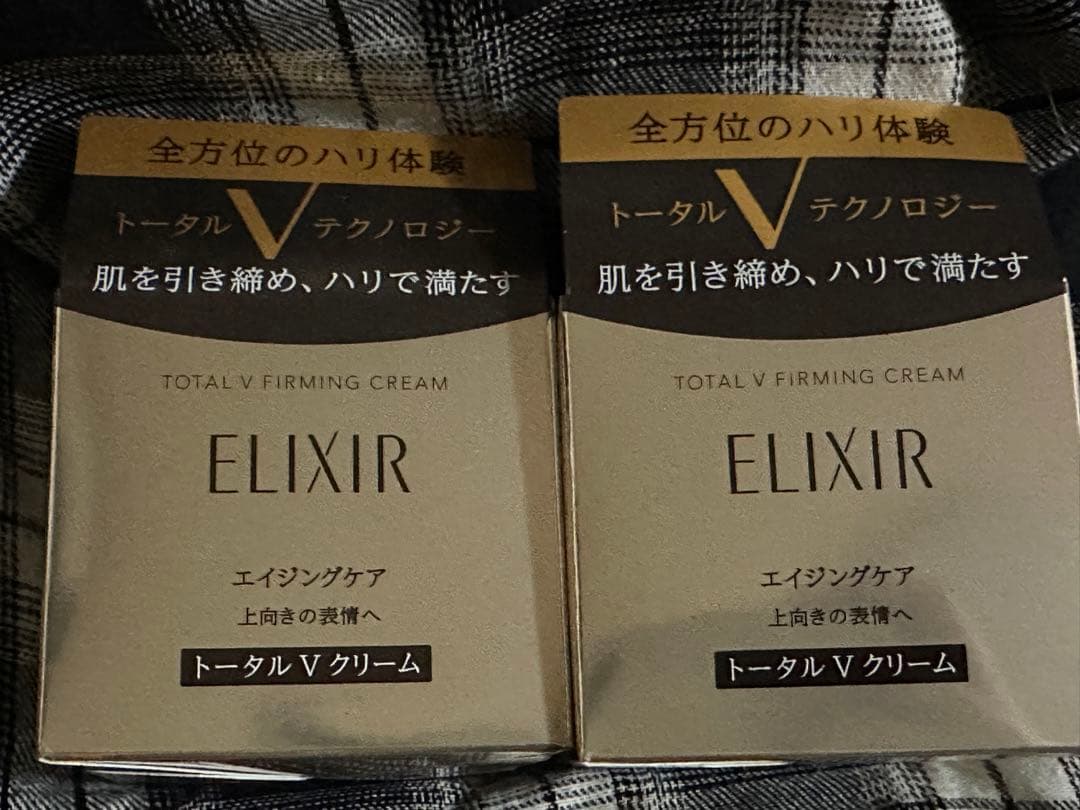 全方位のハリ体験
トータル V テクノロジー
肌を引き締め、ハリで満たす
TOTAL V FIRMING CREAM
ELIXIR
エイジングケア
上向きの表情へ
トータル V クリーム
全方位のハリ体験
トータル V テクノロジー
肌を引き締め、ハリで満たす
TOTAL V FIRMING CREAM
ELIXIR
エイジングケア
上向きの表情へ
トータル V クリーム